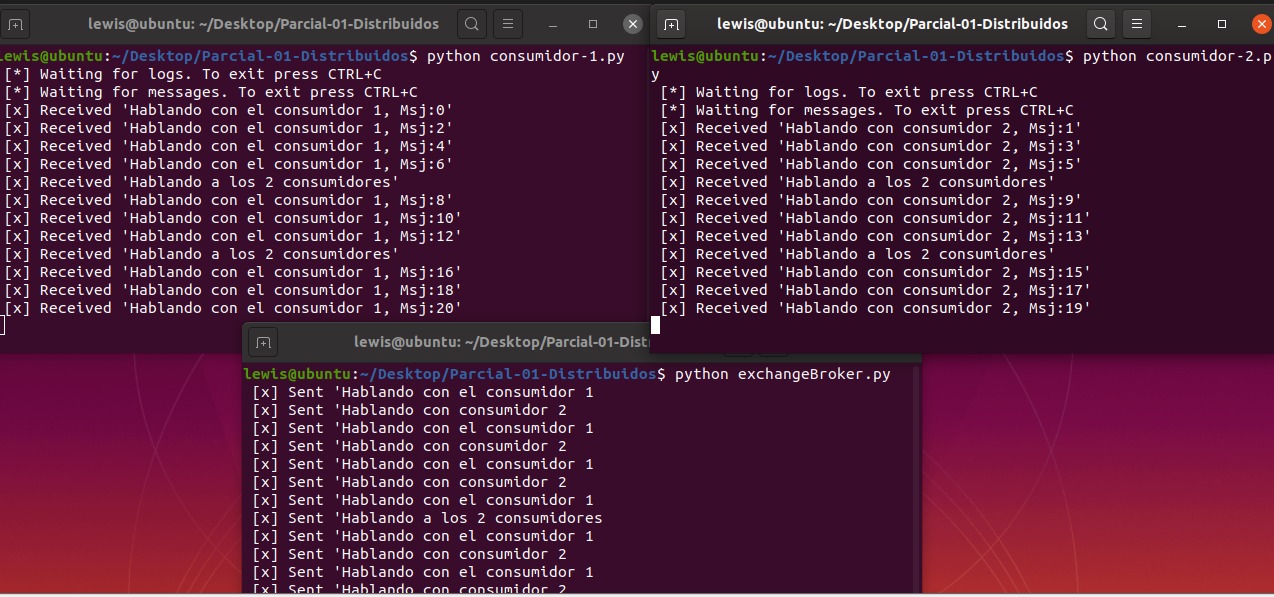 lewis@ubuntu: ~/Desktop/Parcial-01-Distribuidos
lewis@ubuntu:~/Desktop/Parcial-01-Distribuidos$ python consumidor-1.py
[*] Waiting for logs. To exit press CTRL+C
[*] Waiting for messages. To exit press CTRL+C
[x] Received 'Hablando con el consumidor 1, Msj:0'
[x] Received 'Hablando con el consumidor 1, Msj:2'
[x] Received 'Hablando con el consumidor 1, Msj:4'
[x] Received 'Hablando con el consumidor 1, Msj:6'
[x] Received 'Hablando a los 2 consumidores'
[x] Received 'Hablando con el consumidor 1, Msj:8'
[x] Received 'Hablando con el consumidor 1, Msj:10'
[x] Received 'Hablando con el consumidor 1, Msj:12'
[x] Received 'Hablando a los 2 consumidores'
[x] Received 'Hablando con el consumidor 1, Msj:16'
[x] Received 'Hablando con el consumidor 1, Msj:18'
[x] Received 'Hablando con el consumidor 1, Msj:20'
lewis@ubuntu: ~/Desktop/Parcial-01-Distribuidos
lewis@ubuntu:~/Desktop/Parcial-01-Distribuidos$ python consumidor-2.p
y
[*] Waiting for logs. To exit press CTRL+C
[*] Waiting for messages. To exit press CTRL+C
[x] Received 'Hablando con consumidor 2, Msj:1'
[x] Received 'Hablando con consumidor 2, Msj:3'
[x] Received 'Hablando con consumidor 2, Msj:5'
[x] Received 'Hablando a los 2 consumidores'
[x] Received 'Hablando con consumidor 2, Msj:9'
[x] Received 'Hablando con consumidor 2, Msj:11'
[x] Received 'Hablando con consumidor 2, Msj:13'
[x] Received 'Hablando a los 2 consumidores'
[x] Received 'Hablando con consumidor 2, Msj:15'
[x] Received 'Hablando con consumidor 2, Msj:17'
[x] Received 'Hablando con consumidor 2, Msj:19'
lewis@ubuntu: ~/Desktop/Parcial-01-Dist
lewis@ubuntu:~/Desktop/Parcial-01-Distribuidos$ python exchangeBroker.py
[x] Sent 'Hablando con el consumidor 1
[x] Sent 'Hablando con consumidor 2
[x] Sent 'Hablando con el consumidor 1
[x] Sent 'Hablando con consumidor 2
[x] Sent 'Hablando con el consumidor 1
[x] Sent 'Hablando con consumidor 2
[x] Sent 'Hablando con el consumidor 1
[x] Sent 'Hablando a los 2 consumidores
[x] Sent 'Hablando con el consumidor 1
[x] Sent 'Hablando con consumidor 2
[x] Sent 'Hablando con el consumidor 1
[x] Sent 'Hablando con consumidor 2